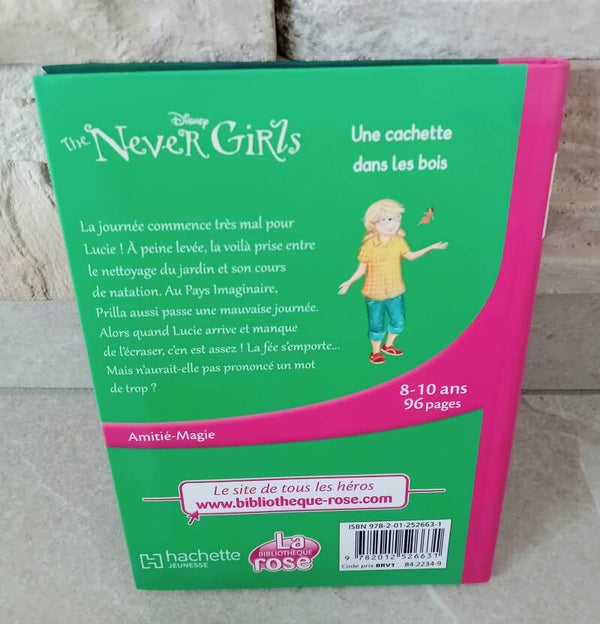 Disney
The Never Girls
Une cachette
dans les bois
La journée commence très mal pour
Lucie ! À peine levée, la voilà prise entre
le nettoyage du jardin et son cours
de natation. Au Pays Imaginaire,
Prilla aussi passe une mauvaise journée.
Alors quand Lucie arrive et manque
de l'écraser, c'en est assez ! La fée s'emporte...
Mais n'aurait-elle pas prononcé un mot
de trop ?
8-10 ans
96 pages
Amitié-Magie
Le site de tous les héros
www.bibliotheque-rose.com
hachette
JEUNESSE
La
BIBLIOTHÈQUE
rose
ISBN 978-2-01-252663-1
9 782012 526631
Code prix BRV1 84.2234-9